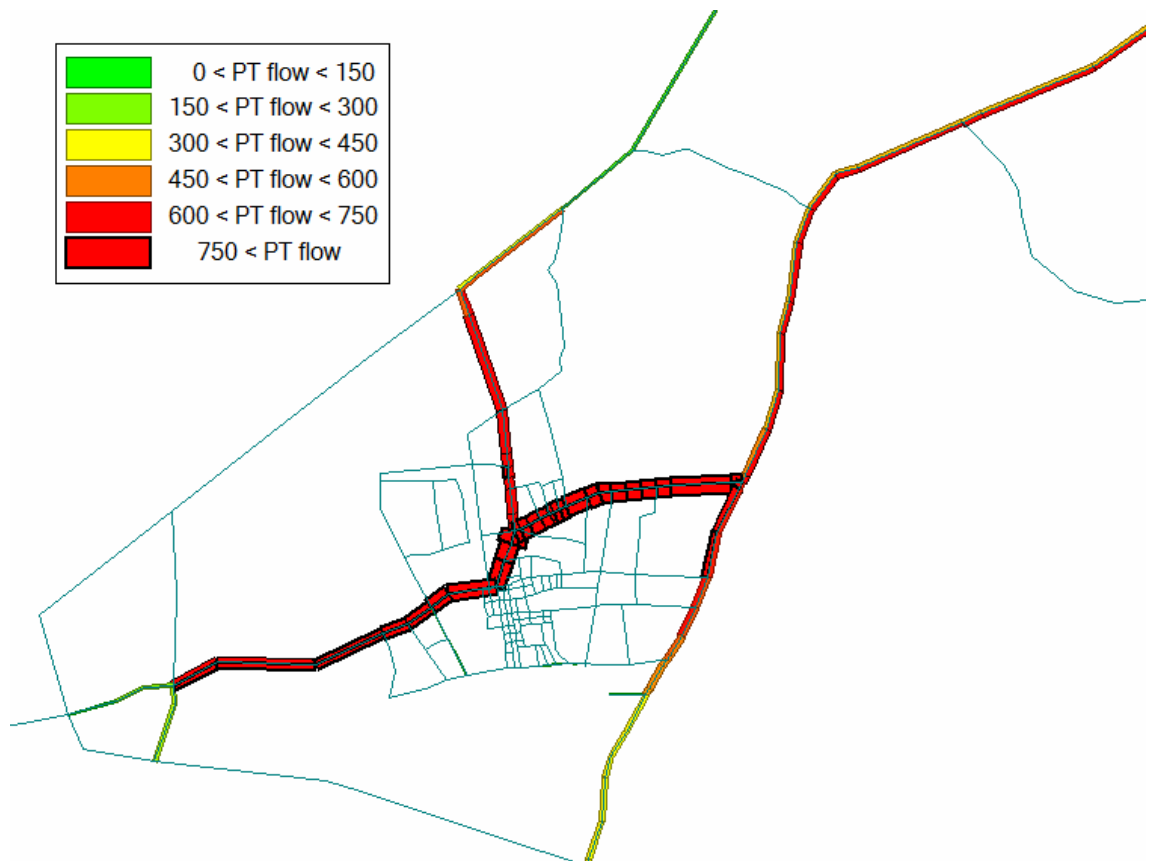 0 < PT flow < 150
150 < PT flow < 300
300 < PT flow < 450
450 < PT flow < 600
600 < PT flow < 750
750 < PT flow